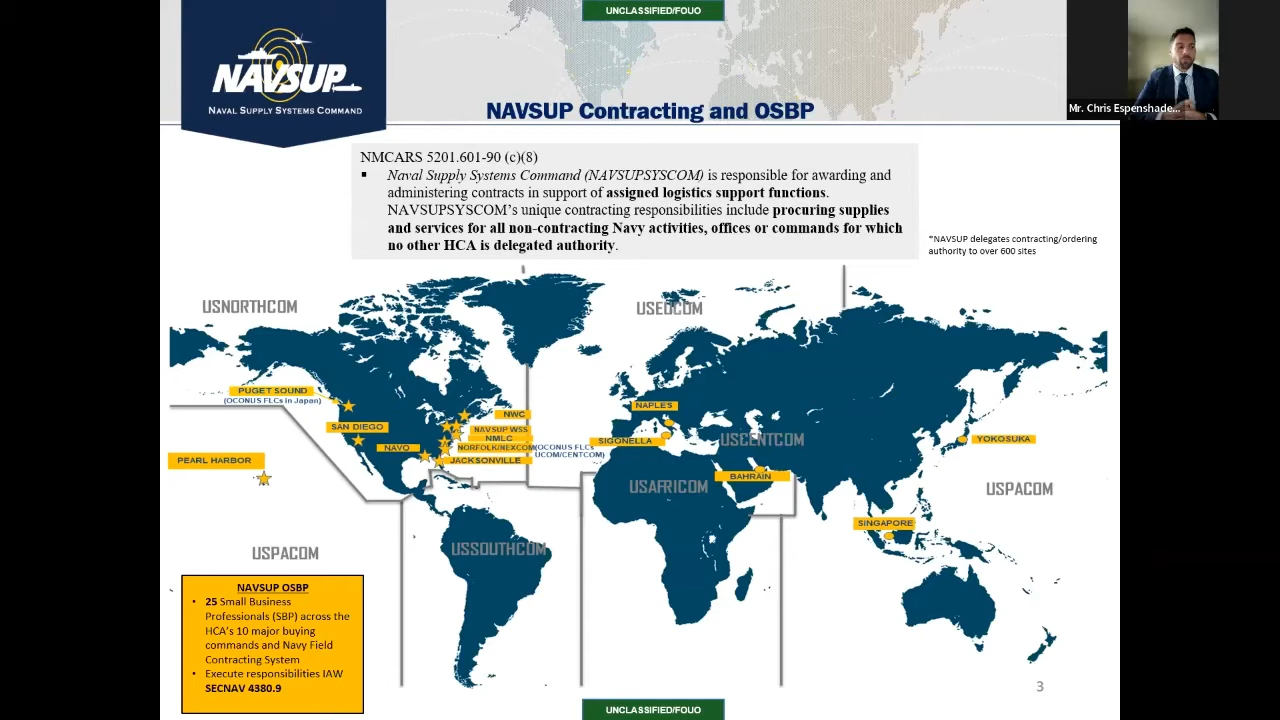 UNCLASSIFIED/FOUO
NAVSUP
NAVAL SUPPLY SYSTEMS COMMAND
NAVSUP Contracting and OSBP
Mr. Chris Espenshade...
NMCARS 5201.601-90 (c)(8)
▪ Naval Supply Systems Command (NAVSUPSYSCOM) is responsible for awarding and
administering contracts in support of assigned logistics support functions.
NAVSUPSYSCOM's unique contracting responsibilities include procuring supplies
and services for all non-contracting Navy activities, offices or commands for which
no other HCA is delegated authority.
*NAVSUP delegates contracting/ordering
authority to over 600 sites
USNORTHCOM
USEUCOM
PUGET SOUND
(OCONUS FLCs in Japan)
SAN DIEGO
NAVO
PEARL HARBOR
NWC
NAVSUP WSS
NMLC
NORFOLK/NEXCOM
(OCONUS FLCs
UCOM/CENTCOM)
JACKSONVILLE
NAPLES
SIGONELLA
USCENTCOM
BAHRAIN
USAFRICOM
YOKOSUKA
USPACOM
SINGAPORE
USPACOM
USSOUTHCOM
NAVSUP OSBP
• 25 Small Business
Professionals (SBP) across the
HCA's 10 major buying
commands and Navy Field
Contracting System
• Execute responsibilities IAW
SECNAV 4380.9
3
UNCLASSIFIED/FOUO